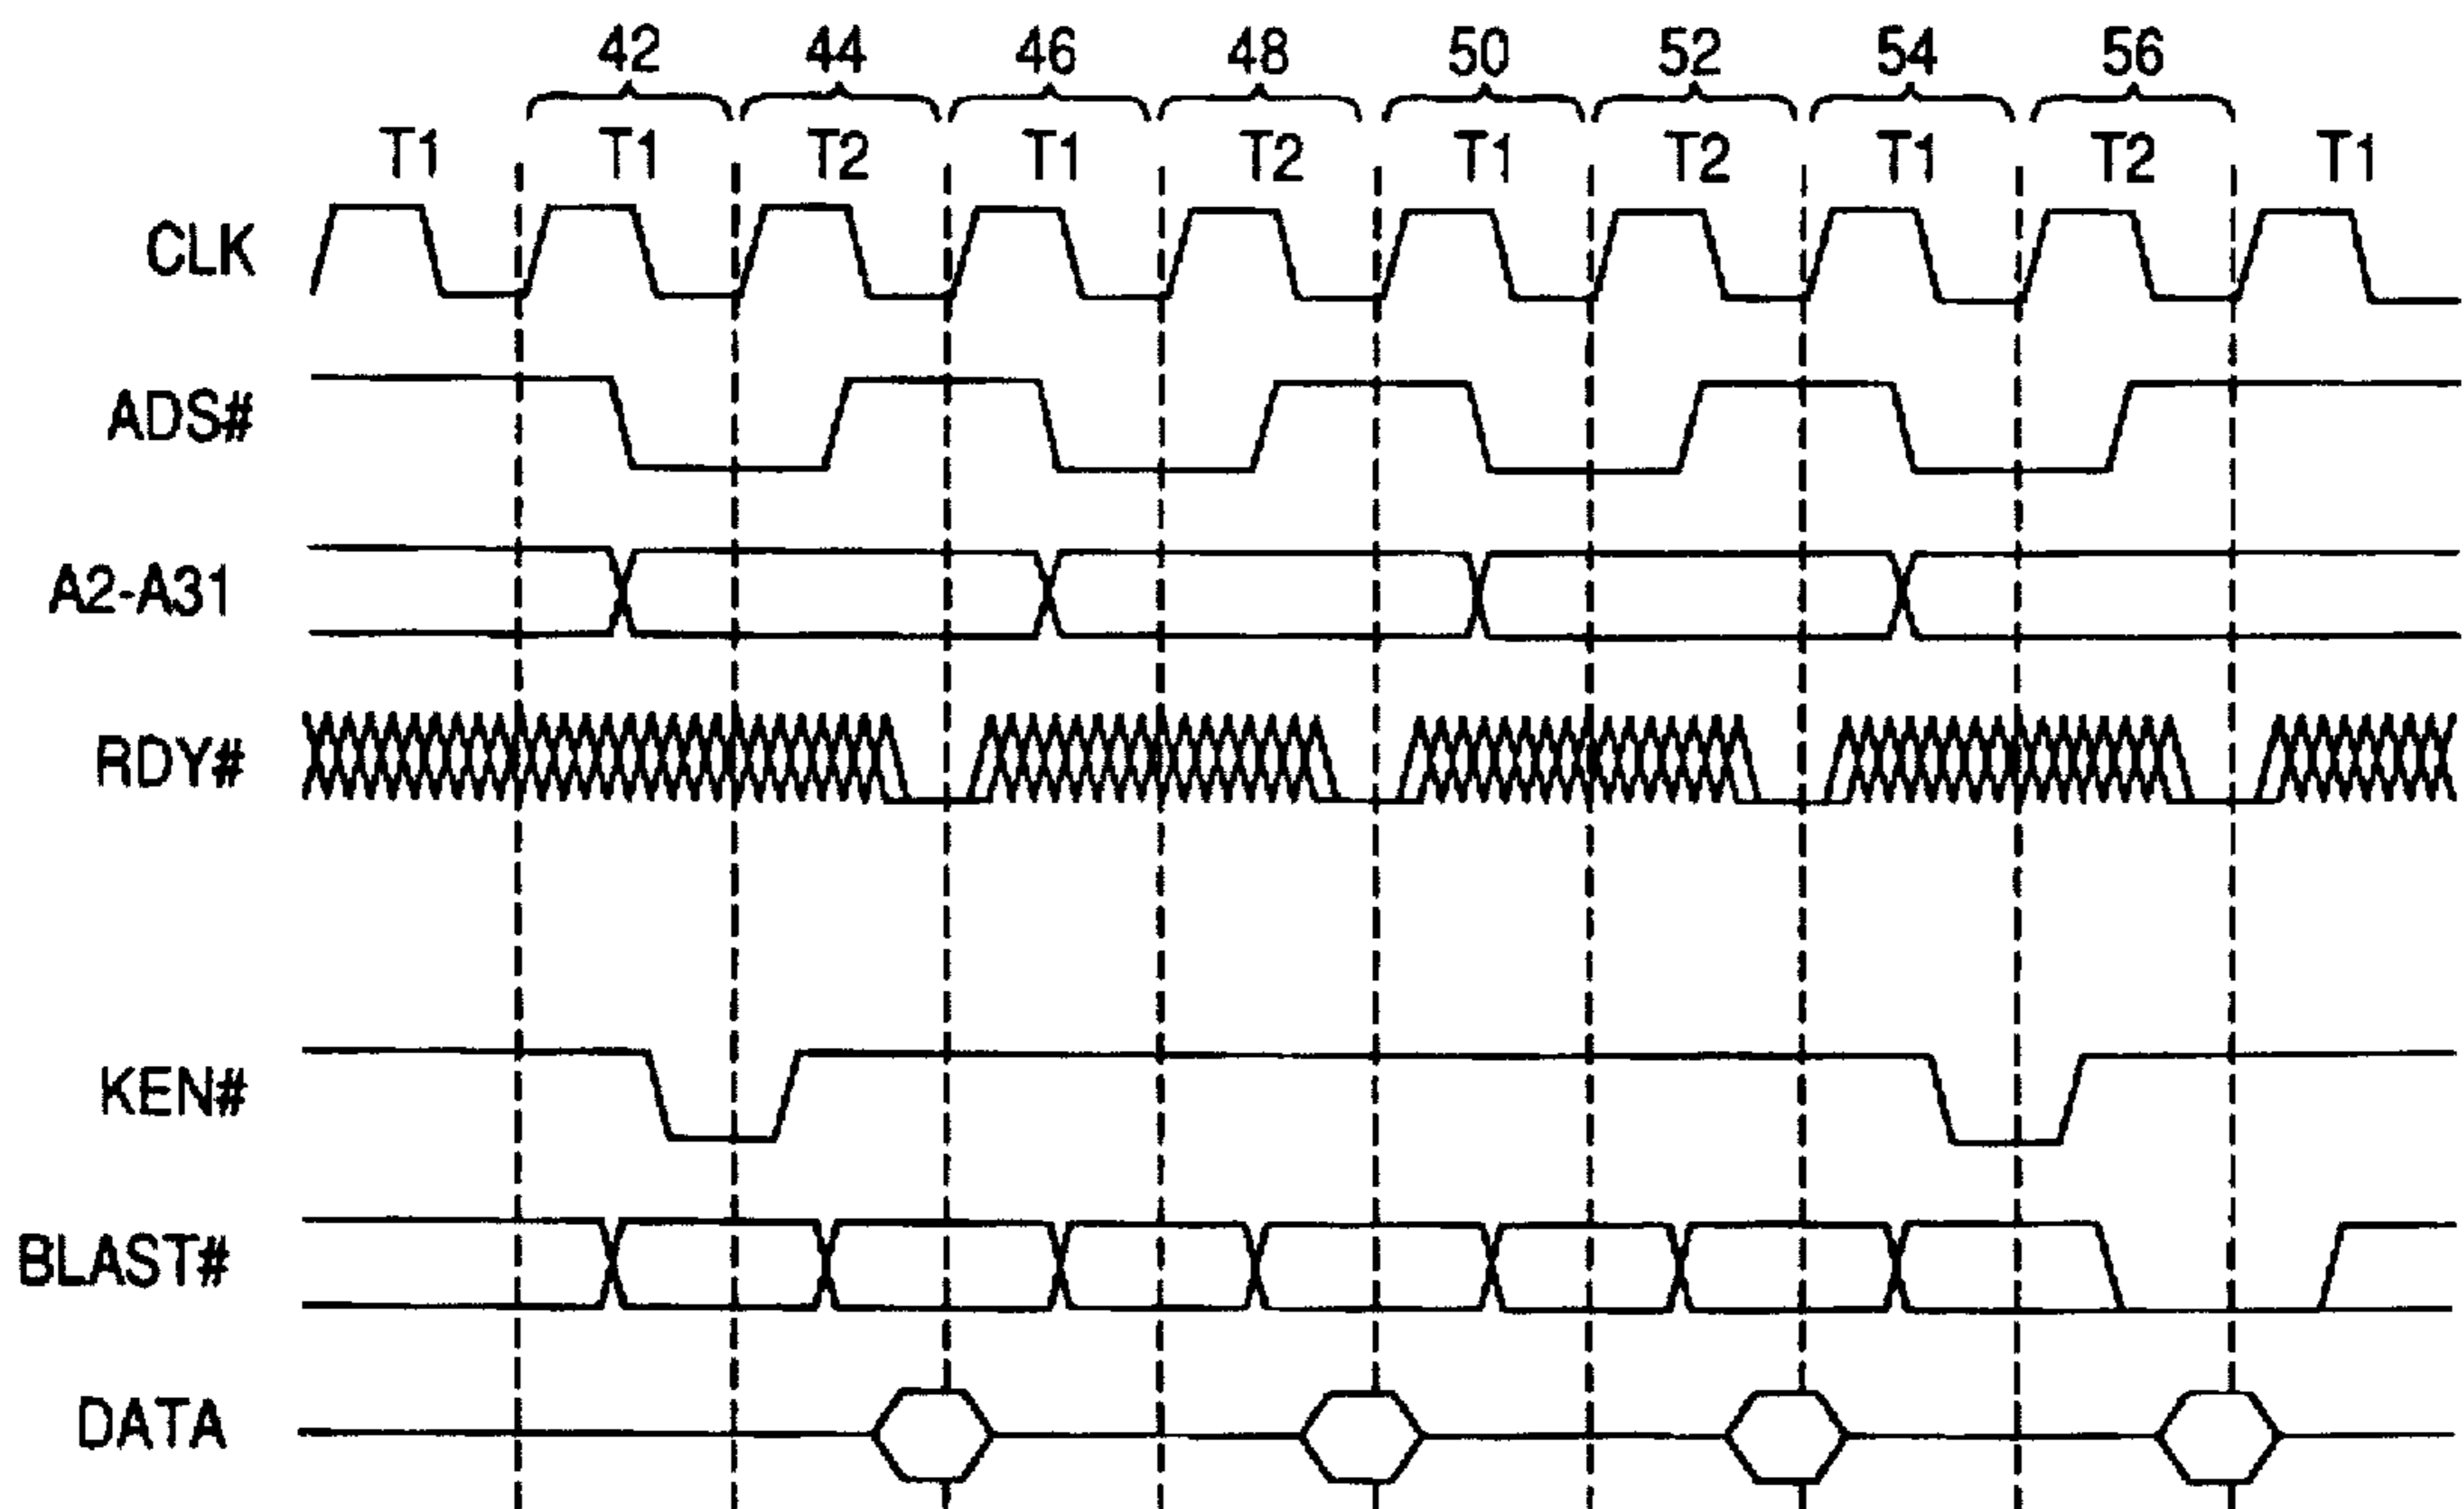 42 44 46 48 50 52 54 56
T1 T1 T2 T1 T2 T1 T2 T1 T2 T1
CLK
ADS#
A2-A31
RDY#
KEN#
BLAST#
DATA